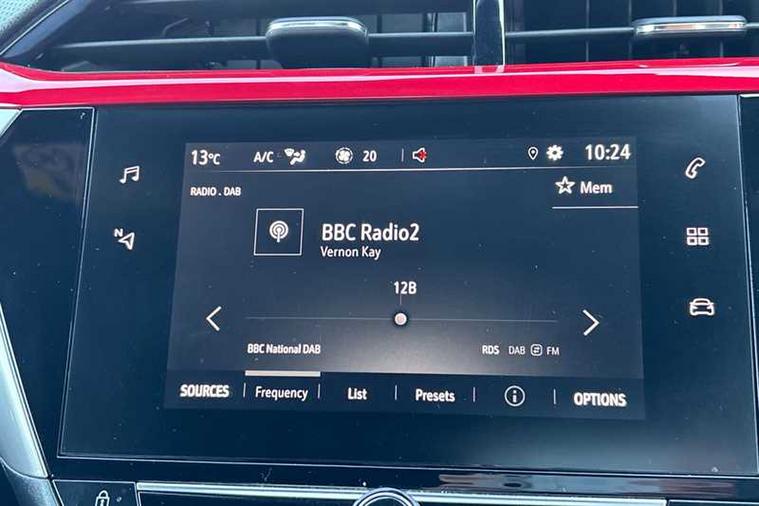 13°C A/C 20 10:24
RADIO . DAB
Mem
BBC Radio2
Vernon Kay
12B
BBC National DAB RDS DAB FM
SOURCES Frequency List Presets OPTIONS
N